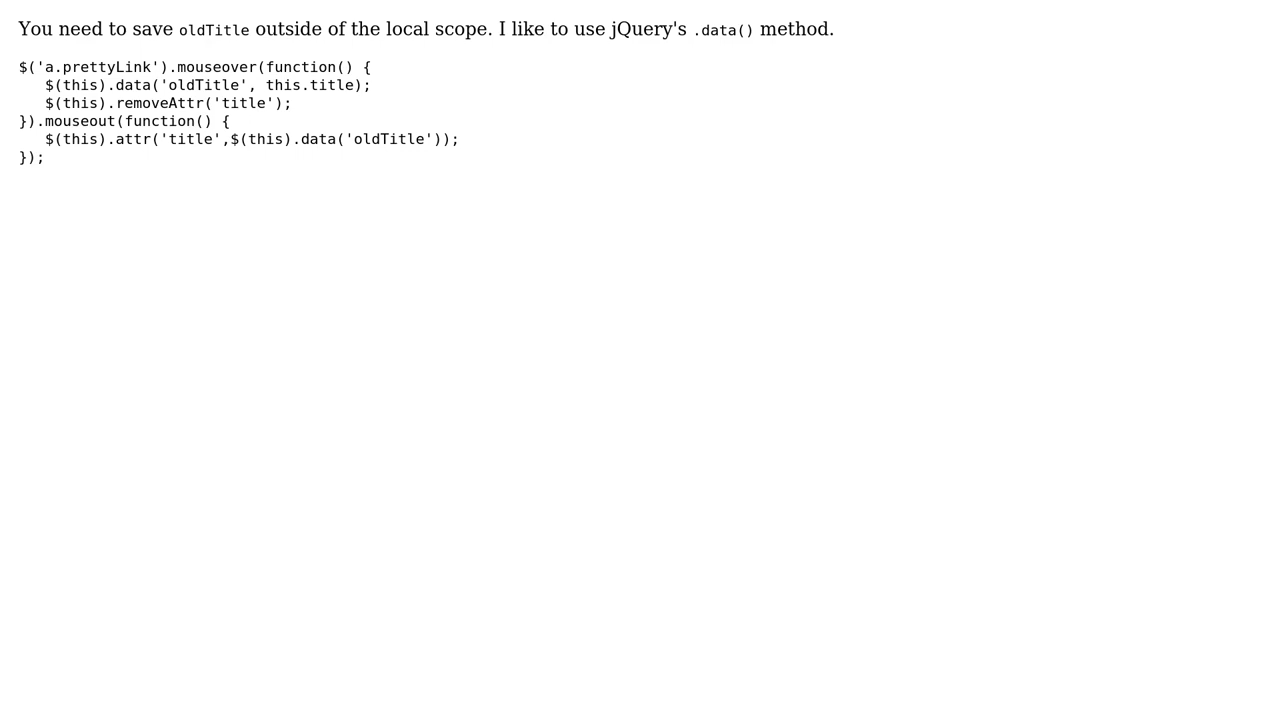 You need to save oldTitle outside of the local scope. I like to use jQuery's .data() method.
$('a.prettyLink').mouseover(function() {
   $(this).data('oldTitle', this.title);
   $(this).removeAttr('title');
}).mouseout(function() {
   $(this).attr('title',$(this).data('oldTitle'));
});